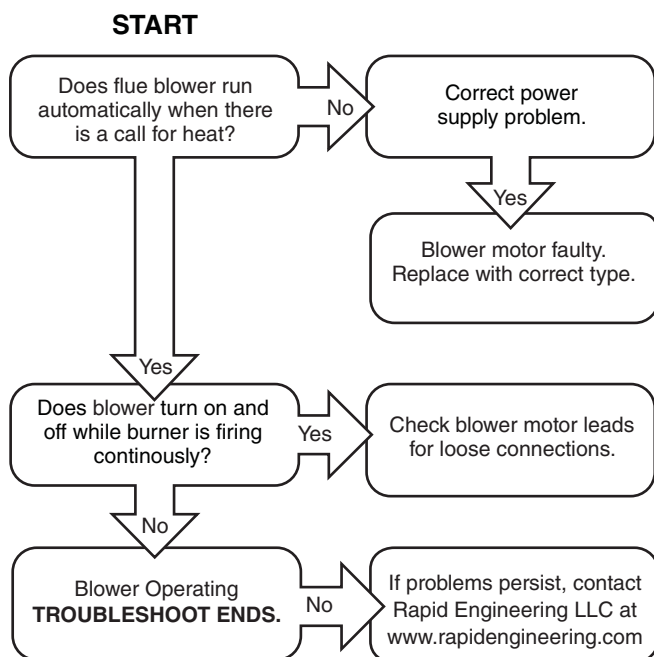 START
Does flue blower run
automatically when there
is a call for heat?
No
Correct power
supply problem.
Yes
Blower motor faulty.
Replace with correct type.
Yes
Does blower turn on and
off while burner is firing
continously?
Yes
Check blower motor leads
for loose connections.
No
Blower Operating
TROUBLESHOOT ENDS.
No
If problems persist, contact
Rapid Engineering LLC at
www.rapidengineering.com